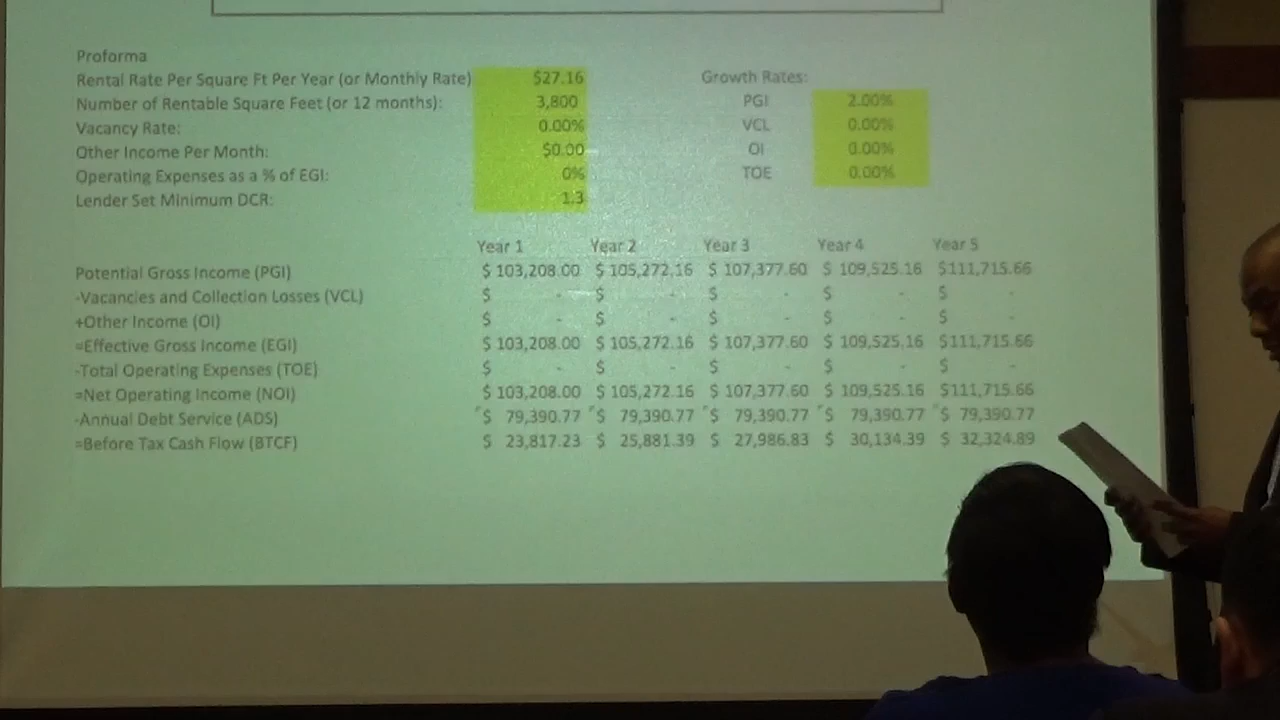 Proforma
Rental Rate Per Square Ft Per Year (or Monthly Rate) $27.16 Growth Rates:
Number of Rentable Square Feet (or 12 months): 3,800 PGI 2.00%
Vacancy Rate: 0.00% VCL 0.00%
Other Income Per Month: $0.00 OI 0.00%
Operating Expenses as a % of EGI: 0% TOE 0.00%
Lender Set Minimum DCR: 1.3
Year 1 Year 2 Year 3 Year 4 Year 5
Potential Gross Income (PGI) $ 103,208.00 $ 105,272.16 $ 107,377.60 $ 109,525.16 $111,715.66
-Vacancies and Collection Losses (VCL) $ - $ - $ - $ - $ -
+Other Income (OI) $ - $ - $ - $ - $ -
=Effective Gross Income (EGI) $ 103,208.00 $ 105,272.16 $ 107,377.60 $ 109,525.16 $111,715.66
-Total Operating Expenses (TOE) $ - $ - $ - $ - $ -
=Net Operating Income (NOI) $ 103,208.00 $ 105,272.16 $ 107,377.60 $ 109,525.16 $111,715.66
-Annual Debt Service (ADS) $ 79,390.77 $ 79,390.77 $ 79,390.77 $ 79,390.77 $ 79,390.77
=Before Tax Cash Flow (BTCF) $ 23,817.23 $ 25,881.39 $ 27,986.83 $ 30,134.39 $ 32,324.89